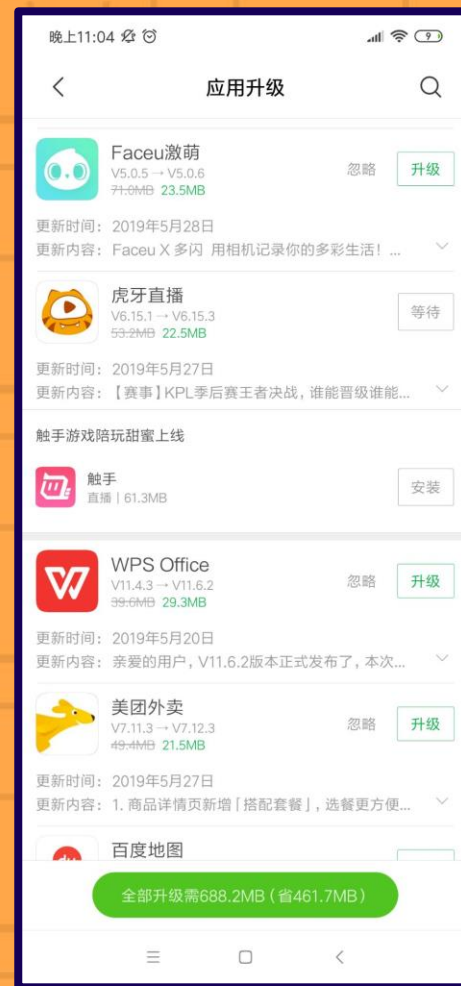 晚上11:04
9
应用升级
Faceu激萌
V5.0.5 → V5.0.6
71.0MB 23.5MB
忽略
升级
更新时间: 2019年5月28日
更新内容: Faceu X 多闪 用相机记录你的多彩生活! ...
虎牙直播
V6.15.1 → V6.15.3
53.2MB 22.5MB
等待
更新时间: 2019年5月27日
更新内容: 【赛事】KPL季后赛王者决战, 谁能晋级谁能...
触手游戏陪玩甜蜜上线
触手
直播 | 61.3MB
安装
WPS Office
V11.4.3 → V11.6.2
39.6MB 29.3MB
忽略
升级
更新时间: 2019年5月20日
更新内容: 亲爱的用户, V11.6.2版本正式发布了, 本次...
美团外卖
V7.11.3 → V7.12.3
49.4MB 21.5MB
忽略
升级
更新时间: 2019年5月27日
更新内容: 1. 商品详情页新增「搭配套餐」, 选餐更方便...
百度地图
全部升级需688.2MB (省461.7MB)